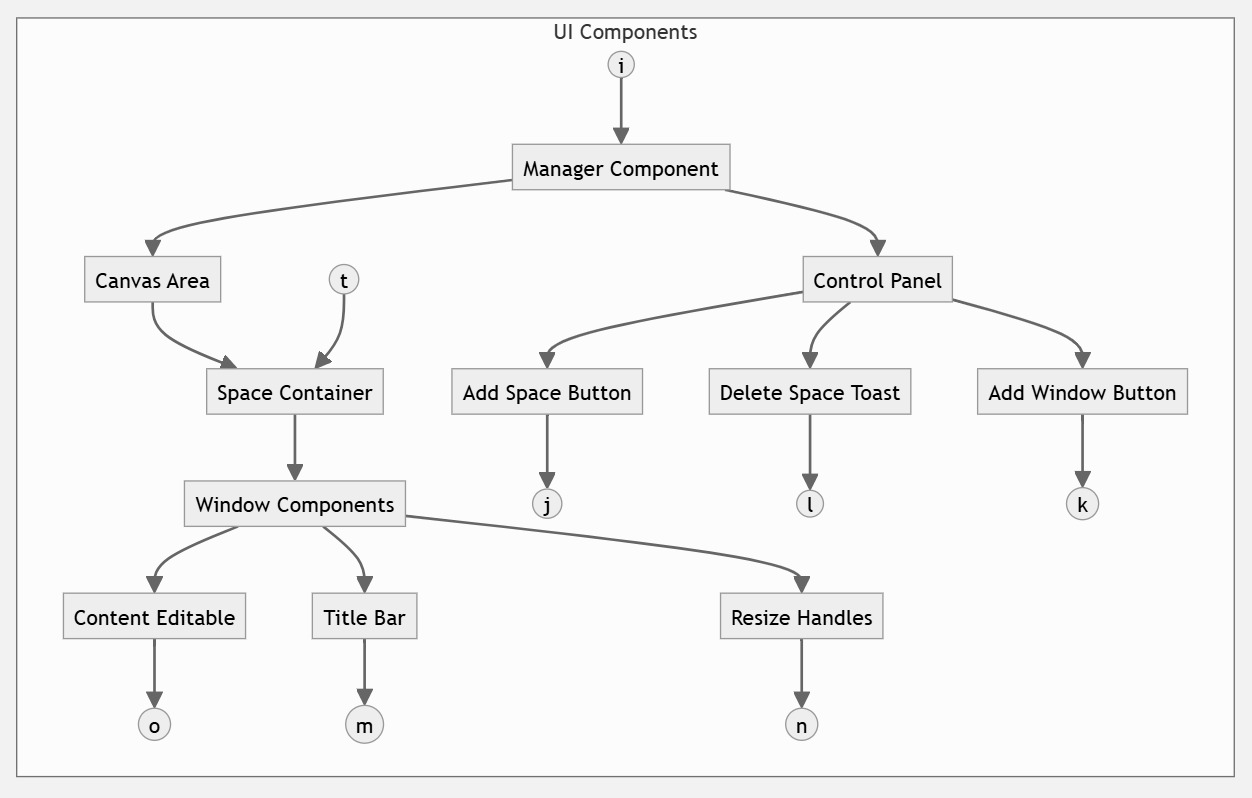 UI Components
i
Manager Component
Canvas Area
t
Control Panel
Space Container
Add Space Button
Delete Space Toast
Add Window Button
Window Components
j
l
k
Content Editable
Title Bar
Resize Handles
o
m
n